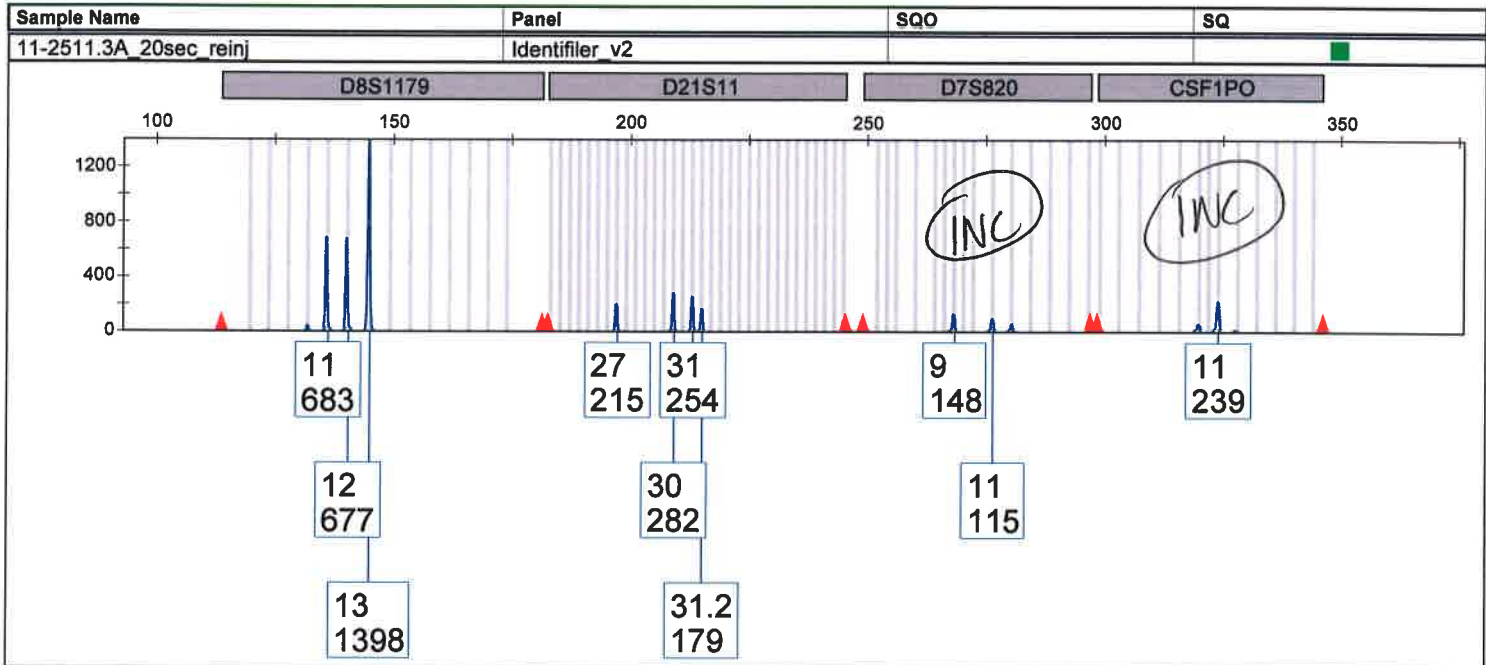 Sample Name Panel SQO SQ
11-2511.3A_20sec_reinj Identifiler_v2
D8S1179 D21S11 D7S820 CSF1PO
100 150 200 250 300 350
1200
800
400
0
INC INC
11 27 31 9 11
683 215 254 148 239
12 30 11
677 282 115
13 31.2
1398 179